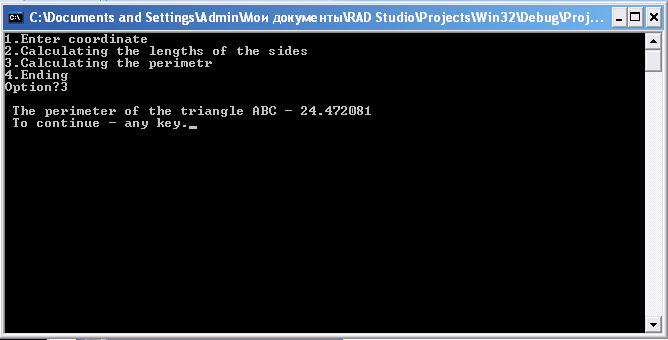 C:\Documents and Settings\Admin\Мои документы\RAD Studio\Projects\Win32\Debug\Proj...
1.Enter coordinate
2.Calculating the lengths of the sides
3.Calculating the perimetr
4.Ending
Option?3
The perimeter of the triangle ABC - 24.472081
To continue - any key._